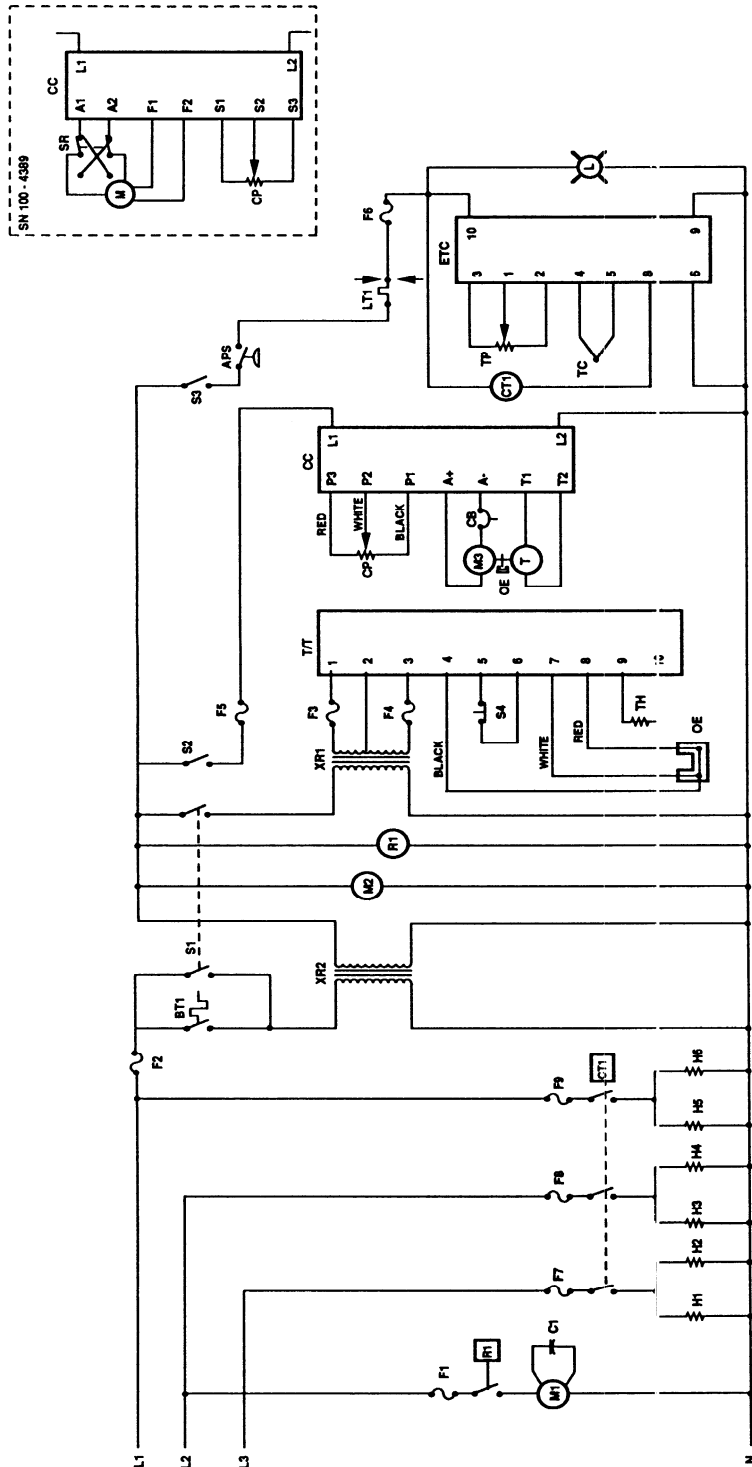 SN 100 - 4389
CC
L1
L2
A1
A2
F1
F2
S1
S2
S3
SR
M
CP
L
F6
LT1
APS
S3
ETC
10
9
3
1
2
4
5
8
6
TP
TC
CT1
CC
L1
L2
P3
P2
P1
A+
A-
T1
T2
RED
WHITE
BLACK
CP
CB
M3
OE
T
T/T
1
2
3
4
5
6
7
8
9
10
F5
F3
F4
S4
TH
BLACK
WHITE
RED
OE
S2
XR1
R1
M2
S1
BT1
XR2
F2
F9
F8
F7
CT1
H6
H5
H4
H3
H2
H1
F1
R1
C1
M1
L1
L2
L3
N